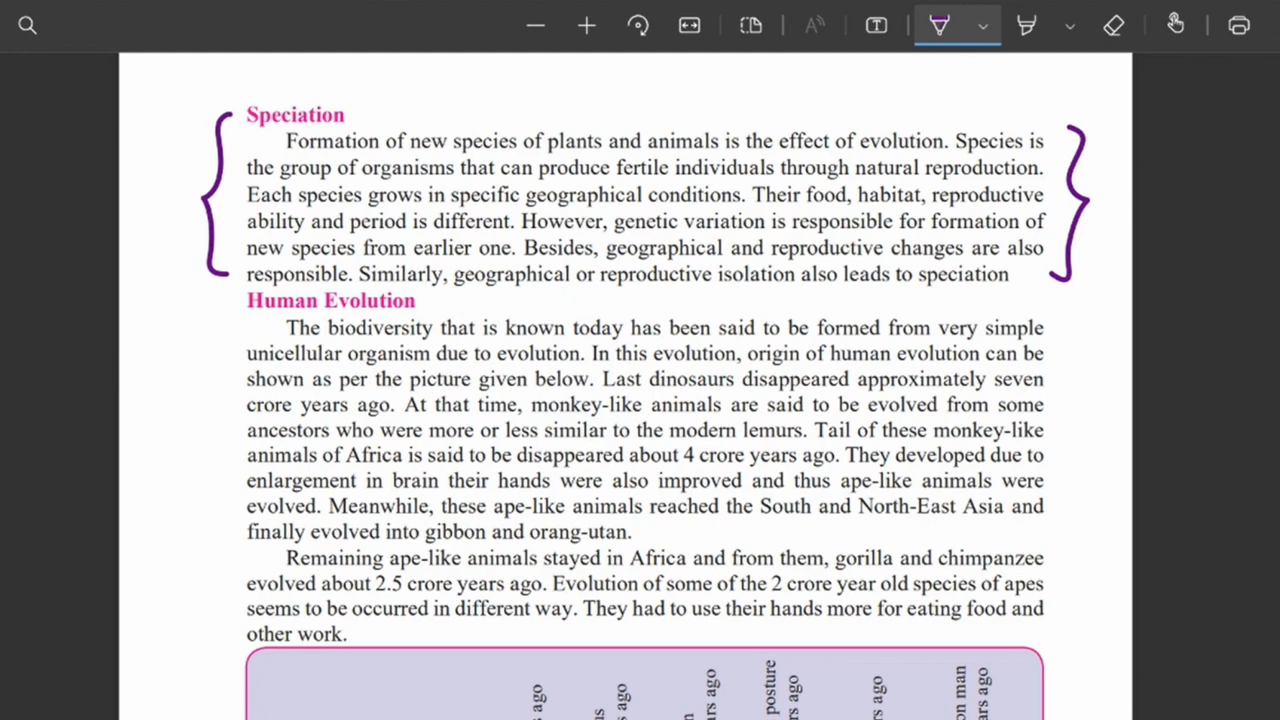 Speciation
Formation of new species of plants and animals is the effect of evolution. Species is
the group of organisms that can produce fertile individuals through natural reproduction.
Each species grows in specific geographical conditions. Their food, habitat, reproductive
ability and period is different. However, genetic variation is responsible for formation of
new species from earlier one. Besides, geographical and reproductive changes are also
responsible. Similarly, geographical or reproductive isolation also leads to speciation
Human Evolution
The biodiversity that is known today has been said to be formed from very simple
unicellular organism due to evolution. In this evolution, origin of human evolution can be
shown as per the picture given below. Last dinosaurs disappeared approximately seven
crore years ago. At that time, monkey-like animals are said to be evolved from some
ancestors who were more or less similar to the modern lemurs. Tail of these monkey-like
animals of Africa is said to be disappeared about 4 crore years ago. They developed due to
enlargement in brain their hands were also improved and thus ape-like animals were
evolved. Meanwhile, these ape-like animals reached the South and North-East Asia and
finally evolved into gibbon and orang-utan.
Remaining ape-like animals stayed in Africa and from them, gorilla and chimpanzee
evolved about 2.5 crore years ago. Evolution of some of the 2 crore year old species of apes
seems to be occurred in different way. They had to use their hands more for eating food and
other work.
ago
ago
ago
posture
ago
ago
man
ago